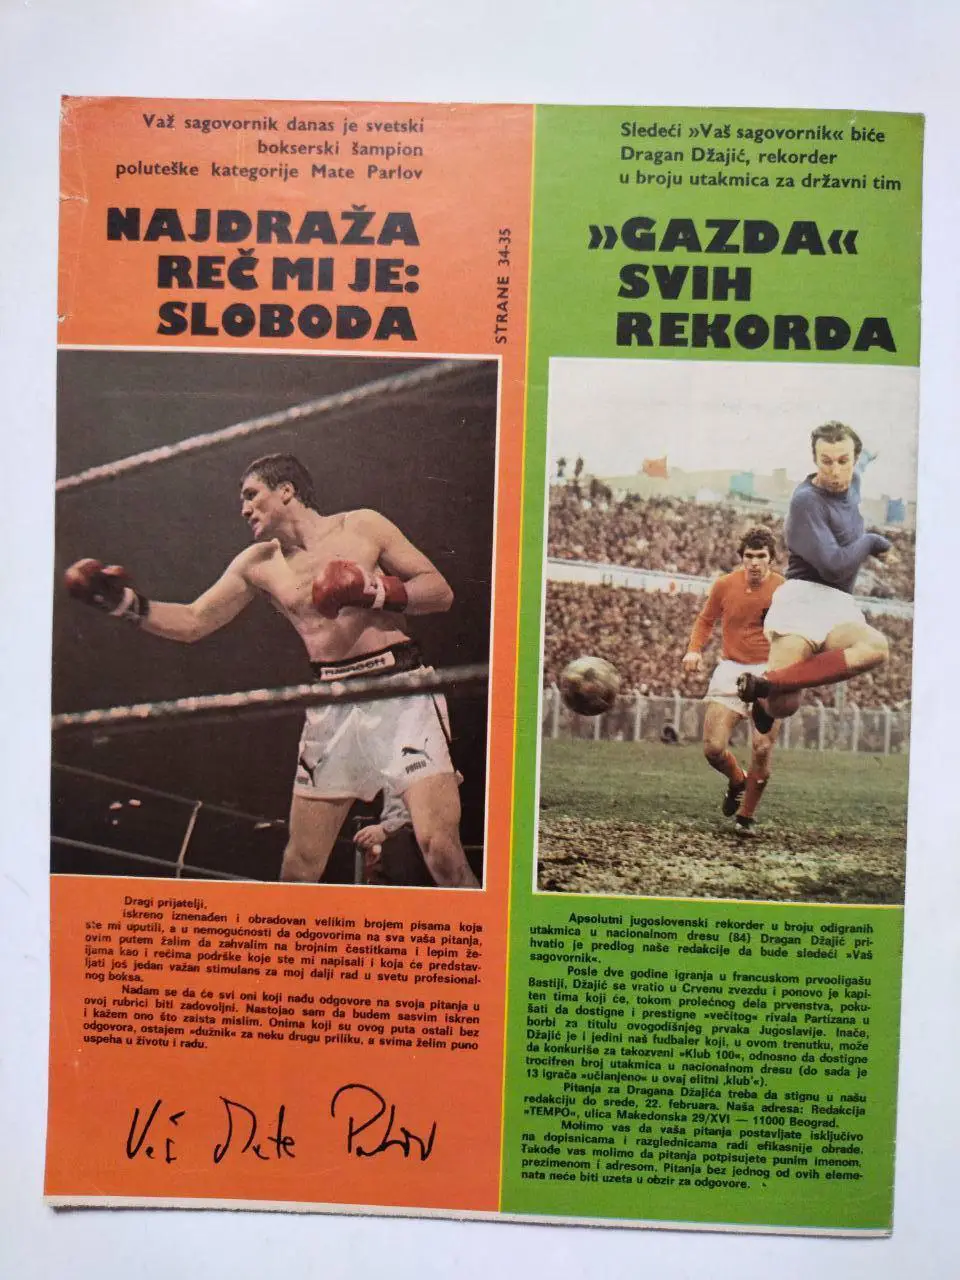 Važ sagovornik danas je svetski
bokserski šampion
poluteške kategorije Mate Parlov
NAJDRAŽA
REČ MI JE:
SLOBODA
STRANE 34-35
Dragi prijatelji,
iskreno iznenađen i obradovan velikim brojem pisama koja
ste mi uputili, a u nemogućnosti da odgovorim na sva vaša pitanja,
ovim putem žalim da zahvalim na brojnim čestitkama i lepim že-
ijama kao i rečima podrške koje ste mi napisali i koja će predstav-
ljati još jedan važan stimulans za moj dalji rad u svetu profesional-
nog boksa.
Nadam se da će svi oni koji nađu odgovore na svoja pitanja u
ovoj rubrici biti zadovoljni. Nastojao sam da budem sasvim iskren
i kažem ono što zaista mislim. Onima koji su ovog puta ostali bez
odgovora, ostajem »dužnik« za neku drugu priliku, a svima želim puno
uspeha u životu i radu.
Vaš Mate Parlov
Sledeći »Vaš sagovornik« biće
Dragan Džajić, rekorder
u broju utakmica za državni tim
»GAZDA«
SVIH
REKORDA
Apsolutni jugoslovenski rekorder u broju odigranih
utakmica u nacionalnom dresu (84) Dragan Džajić pri-
hvatio je predlog naše redakcije da bude sledeći »Vaš
sagovornik«.
Posle dve godine igranja u francuskom prvooligašu
Bastiji, Džajić se vratio u Crvenu zvezdu i ponovo je kapi-
ten tima koji će, tokom prolećnog dela prvenstva, poku-
šati da dostigne i prestigne »večitog« rivala Partizana u
borbi za titulu ovogodišnjeg prvaka Jugoslavije. Inače,
Džajić je i jedini naš fudbaler koji, u ovom trenutku, može
da konkuriše za takozvani »Klub 100«, odnosno da dostigne
trocifren broj utakmica u nacionalnom dresu (do sada je
13 igrača »učlanjeno« u ovaj elitni ‚klub'«).
Pitanja za Dragana Džajića treba da stignu u našu
redakciju do srede, 22. februara. Naša adresa: Redakcija
»TEMPO«, ulica Makedonska 29/XVI — 11000 Beograd.
Molimo vas da vaša pitanja postavljate isključivo
na dopisnicama i razglednicama radi efikasnije obrade.
Takođe vas molimo da pitanja potpisujete punim imenom,
prezimenom i adresom. Pitanja bez jednog od ovih eleme-
nata neće biti uzeta u obzir za odgovore.